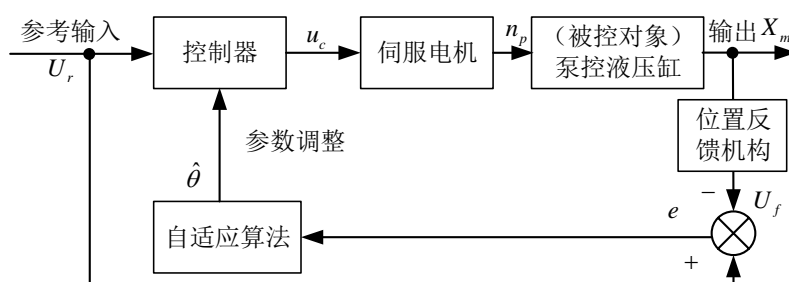 参考输入
U_r
控制器
u_c
伺服电机
n_p
（被控对象）
泵控液压缸
输出 X_m
位置反
馈机构
参数调整
θ̂
−
U_f
e
自适应算法
+